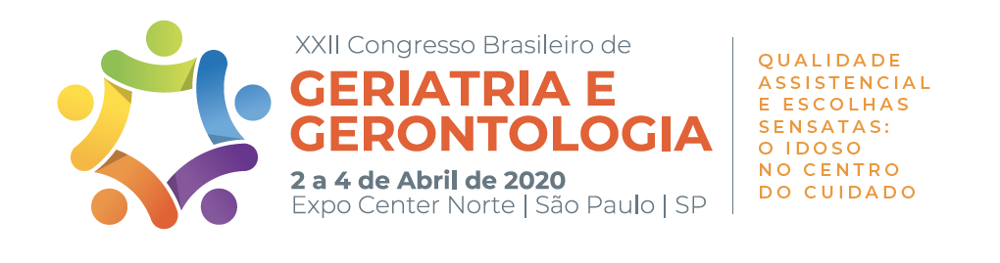 XXII Congresso Brasileiro de
GERIATRIA E
GERONTOLOGIA
2 a 4 de Abril de 2020
Expo Center Norte | São Paulo | SP
QUALIDADE
ASSISTENCIAL
E ESCOLHAS
SENSATAS:
O IDOSO
NO CENTRO
DO CUIDADO